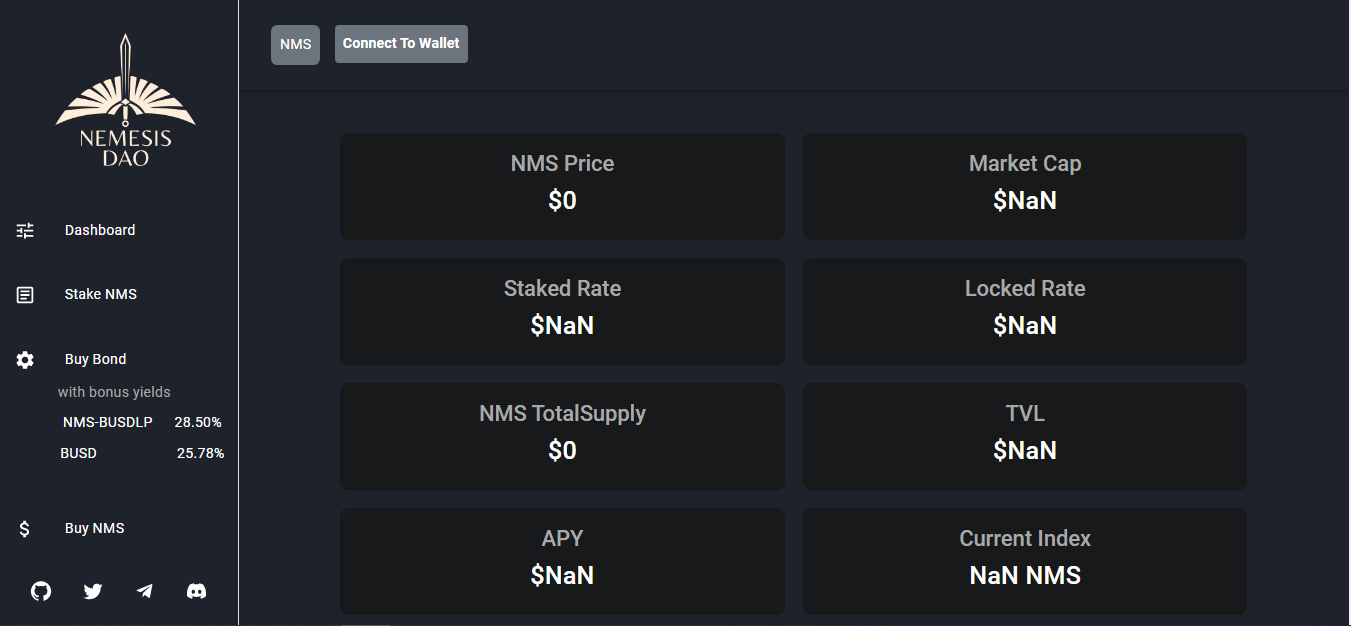 NEMESIS
DAO
Dashboard
Stake NMS
Buy Bond
with bonus yields
NMS-BUSDLP 28.50%
BUSD 25.78%
Buy NMS
NMS Connect To Wallet
NMS Price
$0
Market Cap
$NaN
Staked Rate
$NaN
Locked Rate
$NaN
NMS TotalSupply
$0
TVL
$NaN
APY
$NaN
Current Index
NaN NMS